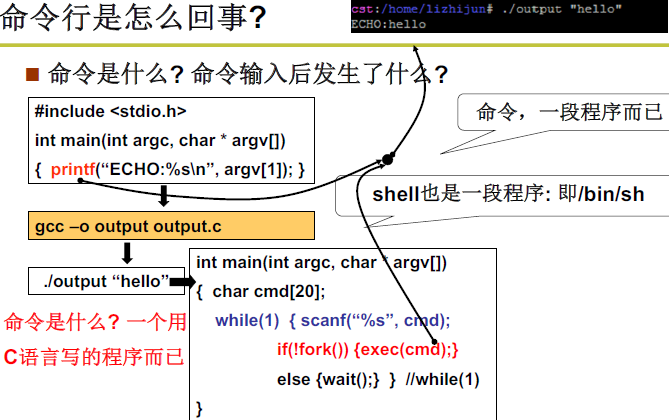 命令行是怎么回事?
cst:/home/lizhijun# ./output "hello"
ECHO:hello
■ 命令是什么? 命令输入后发生了什么?
#include <stdio.h>
int main(int argc, char * argv[])
{ printf(“ECHO:%s\n”, argv[1]); }
命令，一段程序而已
shell也是一段程序: 即/bin/sh
gcc –o output output.c
./output “hello”
int main(int argc, char * argv[])
{ char cmd[20];
while(1) { scanf(“%s”, cmd);
if(!fork()) {exec(cmd);}
else {wait();} } //while(1)
}
命令是什么? 一个用
C语言写的程序而已